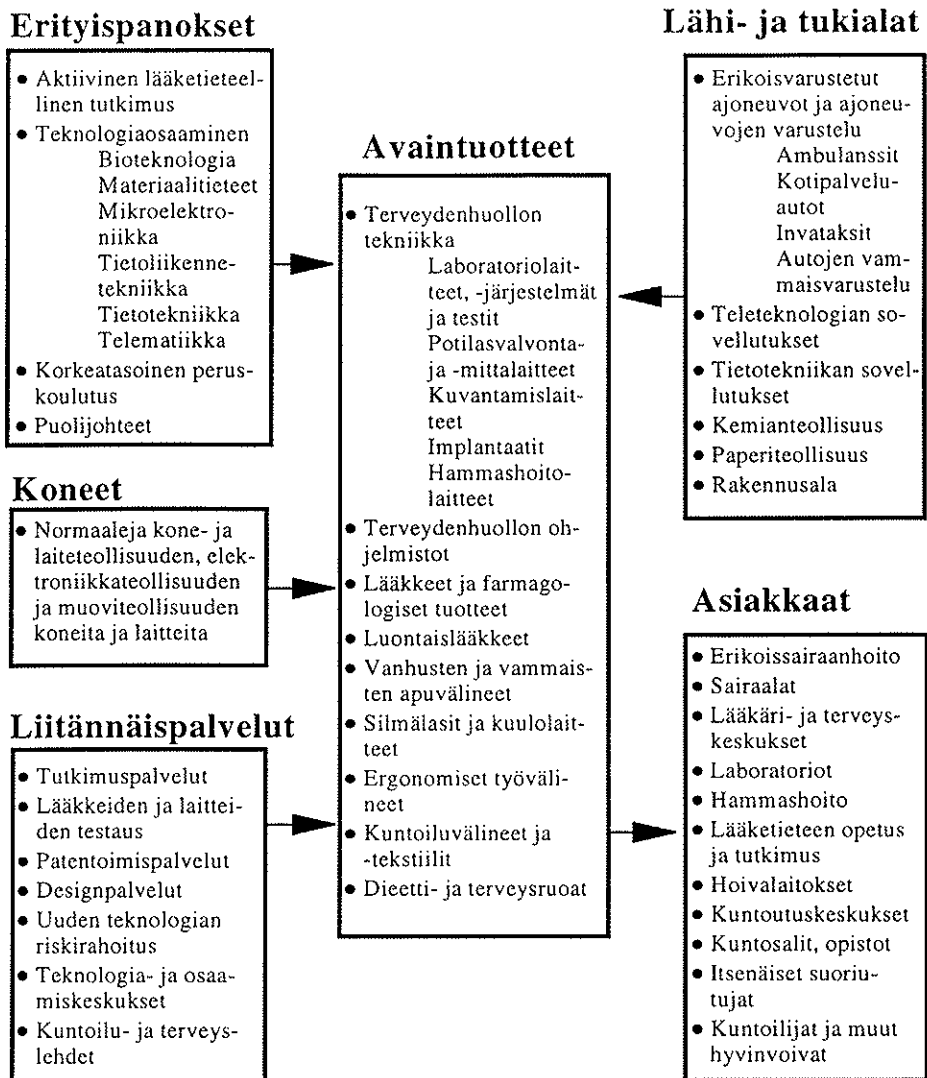 Erityispanokset
• Aktiivinen lääketieteel-
linen tutkimus
• Teknologiaosaaminen
Bioteknologia
Materiaalitieteet
Mikroelektro-
niikka
Tietoliikenne-
tekniikka
Tietotekniikka
Telematiikka
• Korkeatasoinen perus-
koulutus
• Puolijohteet
Koneet
• Normaaleja kone- ja
laiteteollisuuden, elek-
troniikkateollisuuden
ja muoviteollisuuden
koneita ja laitteita
Liitännäispalvelut
• Tutkimuspalvelut
• Lääkkeiden ja laittei-
den testaus
• Patentoimispalvelut
• Designpalvelut
• Uuden teknologian
riskirahoitus
• Teknologia- ja osaa-
miskeskukset
• Kuntoilu- ja terveys-
lehdet
Avaintuotteet
• Terveydenhuollon
tekniikka
Laboratoriolait-
teet, -järjestelmät
ja testit
Potilasvalvonta-
ja -mittalaitteet
Kuvantamislait-
teet
Implantaatit
Hammashoito-
laitteet
• Terveydenhuollon oh-
jelmistot
• Lääkkeet ja farmago-
logiset tuotteet
• Luontaislääkkeet
• Vanhusten ja vammais-
ten apuvälineet
• Silmälasit ja kuulolait-
teet
• Ergonomiset työväli-
neet
• Kuntoiluvälineet ja
-tekstiilit
• Dieetti- ja terveysruoat
Lähi- ja tukialat
• Erikoisvarustetut
ajoneuvot ja ajoneu-
vojen varustelu
Ambulanssit
Kotipalvelu-
autot
Invataksit
Autojen vam-
maisvarustelu
• Teleteknologian so-
vellutukset
• Tietotekniikan sovel-
lutukset
• Kemianteollisuus
• Paperiteollisuus
• Rakennusala
Asiakkaat
• Erikoissairaanhoito
• Sairaalat
• Lääkäri- ja terveys-
keskukset
• Laboratoriot
• Hammashoito
• Lääketieteen opetus
ja tutkimus
• Hoivalaitokset
• Kuntoutuskeskukset
• Kuntosalit, opistot
• Itsenäiset suoriu-
tujat
• Kuntoilijat ja muut
hyvinvoivat